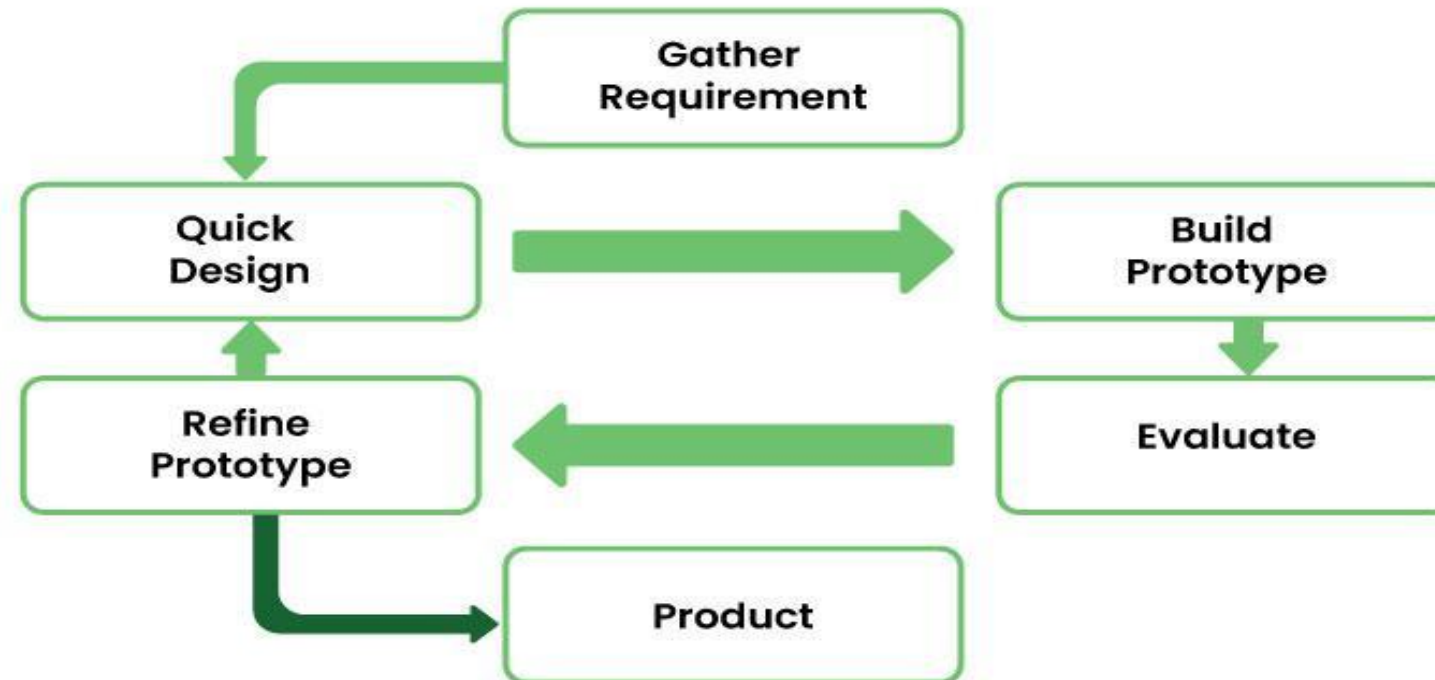 Gather
Requirement
Quick
Design
Build
Prototype
Refine
Prototype
Evaluate
Product